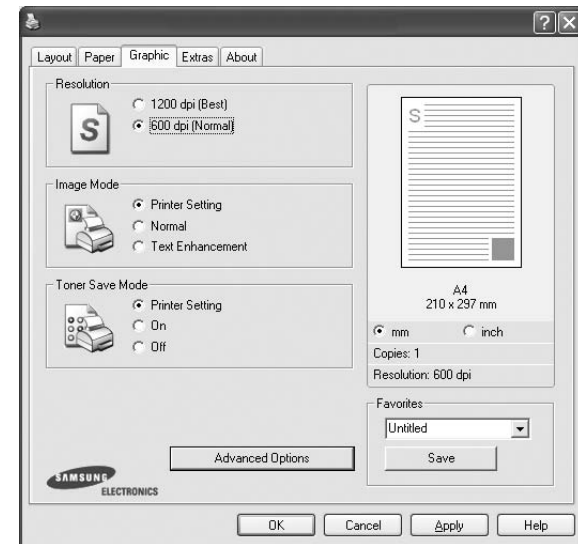 Layout Paper Graphic Extras About
Resolution
S
1200 dpi (Best)
600 dpi (Normal)
Image Mode
Printer Setting
Normal
Text Enhancement
Toner Save Mode
Printer Setting
On
Off
Advanced Options
SAMSUNG
ELECTRONICS
S
A4
210 x 297 mm
mm inch
Copies: 1
Resolution: 600 dpi
Favorites
Untitled
Save
OK Cancel Apply Help